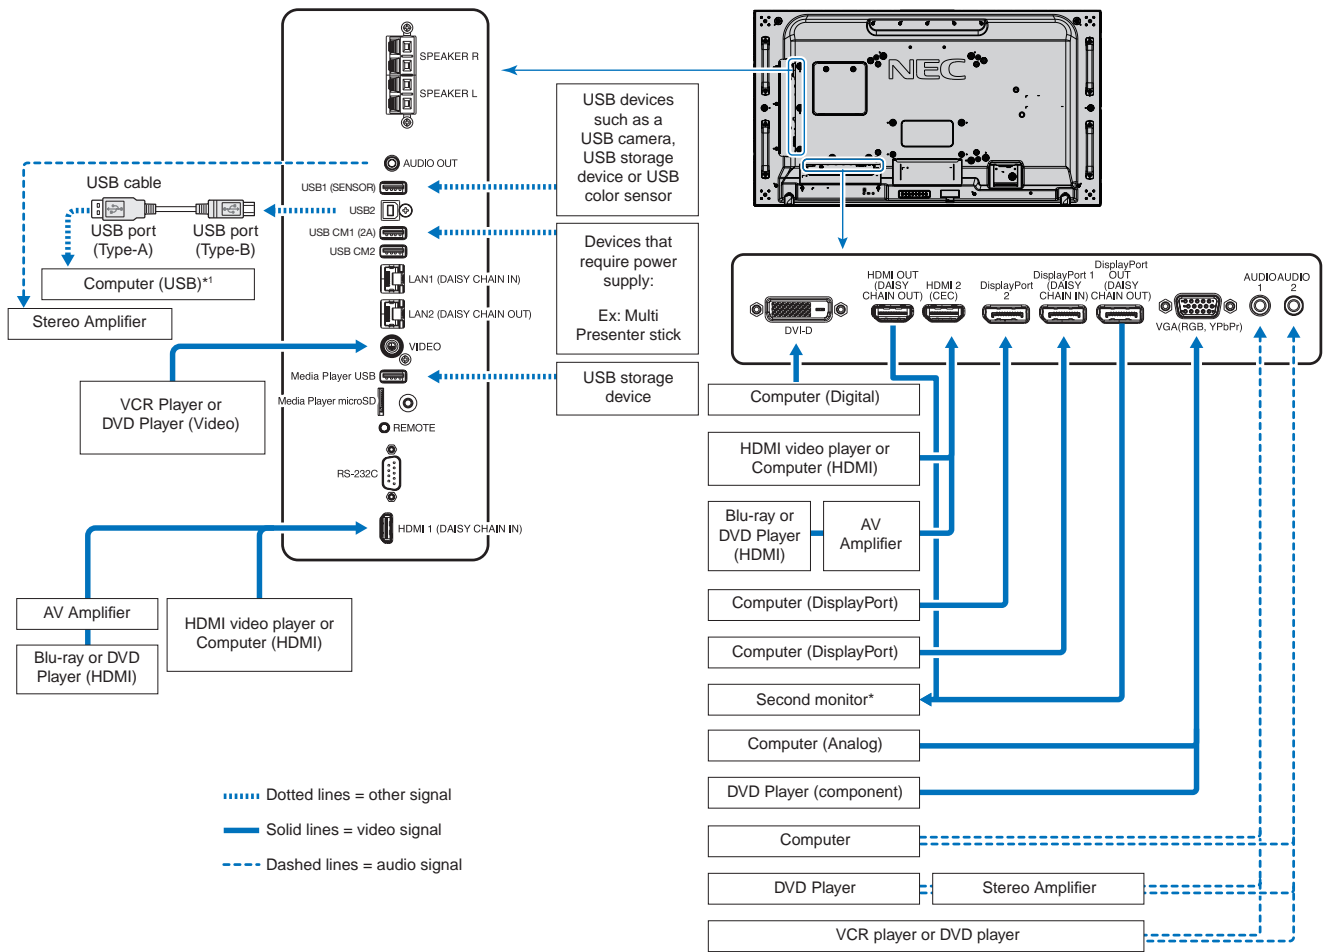 SPEAKER R
SPEAKER L
AUDIO OUT
USB1 (SENSOR)
USB2
USB CM1 (2A)
USB CM2
LAN1 (DAISY CHAIN IN)
LAN2 (DAISY CHAIN OUT)
VIDEO
Media Player USB
Media Player microSD
REMOTE
RS-232C
HDMI 1 (DAISY CHAIN IN)
USB cable
USB port
(Type-A)
USB port
(Type-B)
Computer (USB)*1
Stereo Amplifier
VCR Player or
DVD Player (Video)
AV Amplifier
Blu-ray or DVD
Player (HDMI)
HDMI video player or
Computer (HDMI)
USB devices
such as a
USB camera,
USB storage
device or USB
color sensor
Devices that
require power
supply:
Ex: Multi
Presenter stick
USB storage
device
NEC
DVI-D
HDMI OUT
(DAISY
CHAIN OUT)
HDMI 2
(CEC)
DisplayPort
2
DisplayPort 1
(DAISY
CHAIN IN)
DisplayPort
OUT
(DAISY
CHAIN OUT)
VGA(RGB, YPbPr)
AUDIO
1
AUDIO
2
Computer (Digital)
HDMI video player or
Computer (HDMI)
Blu-ray or
DVD Player
(HDMI)
AV
Amplifier
Computer (DisplayPort)
Computer (DisplayPort)
Second monitor*
Computer (Analog)
DVD Player (component)
Computer
DVD Player
Stereo Amplifier
VCR player or DVD player
Dotted lines = other signal
Solid lines = video signal
Dashed lines = audio signal